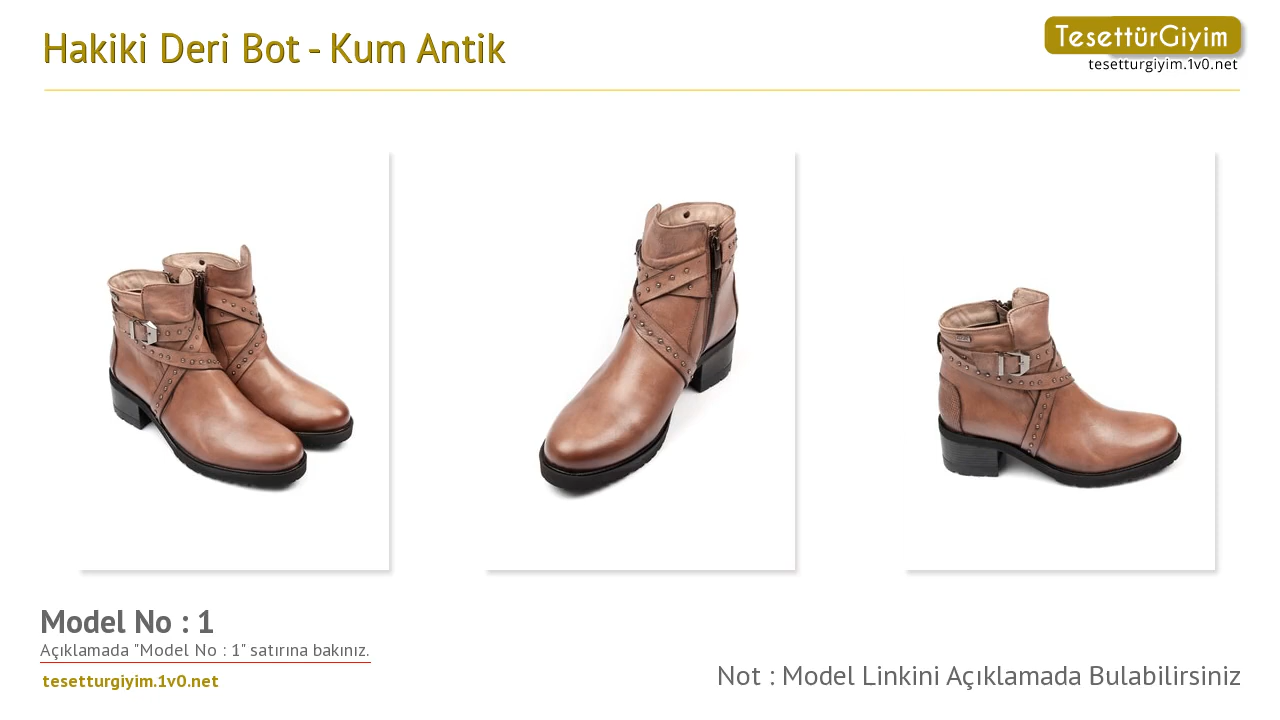 Hakiki Deri Bot - Kum Antik
TesettürGiyim
tesetturgiyim.1v0.net
Model No : 1
Açıklamada "Model No : 1" satırına bakınız.
tesetturgiyim.1v0.net
Not : Model Linkini Açıklamada Bulabilirsiniz